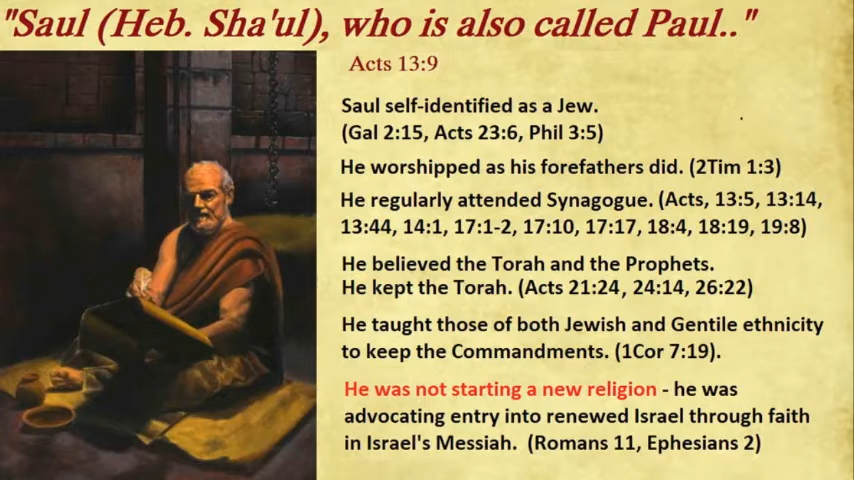 "Saul (Heb. Sha'ul), who is also called Paul.."
Acts 13:9
Saul self-identified as a Jew.
(Gal 2:15, Acts 23:6, Phil 3:5)
He worshipped as his forefathers did. (2Tim 1:3)
He regularly attended Synagogue. (Acts, 13:5, 13:14,
13:44, 14:1, 17:1-2, 17:10, 17:17, 18:4, 18:19, 19:8)
He believed the Torah and the Prophets.
He kept the Torah. (Acts 21:24, 24:14, 26:22)
He taught those of both Jewish and Gentile ethnicity
to keep the Commandments. (1Cor 7:19).
He was not starting a new religion - he was
advocating entry into renewed Israel through faith
in Israel's Messiah. (Romans 11, Ephesians 2)